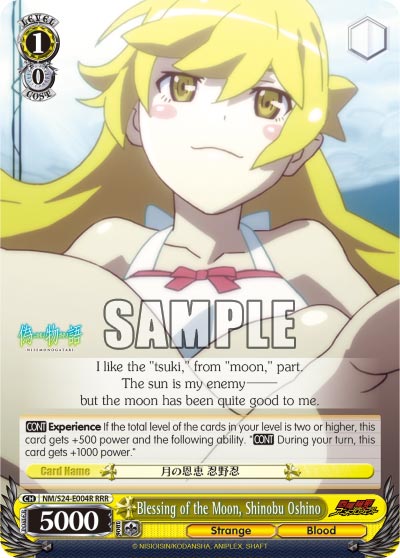 LEVEL
1
0
COST
偽物語
NISEMONOGATARI
SAMPLE
I like the "tsuki," from "moon," part.
The sun is my enemy——
but the moon has been quite good to me.
CONT Experience If the total level of the cards in your level is two or higher, this
card gets +500 power and the following ability. "CONT During your turn, this
card gets +1000 power."
Card Name 月の恩恵 忍野忍
CH NM/S24-E004R RRR
Blessing of the Moon, Shinobu Oshino
POWER 5000 SOUL
Strange Blood
© NISIOISIN/KODANSHA, ANIPLEX, SHAFT